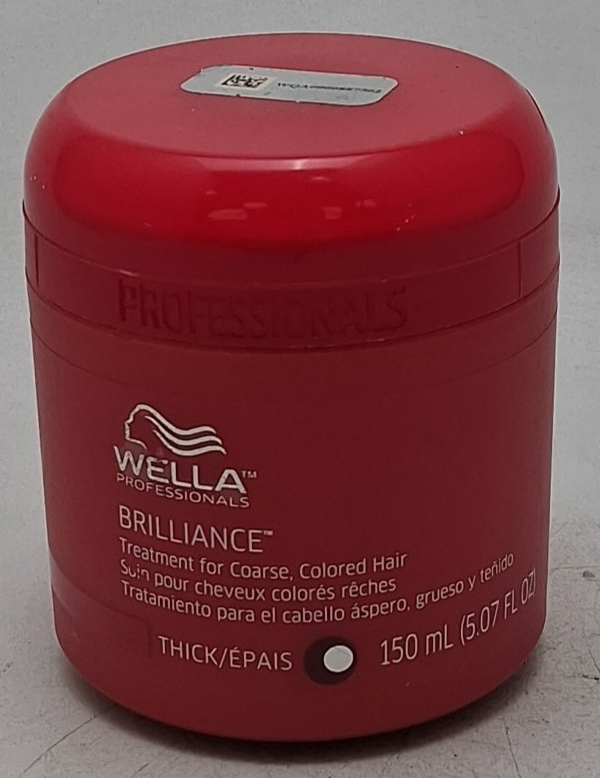 PROFESSIONALS
WELLA™
PROFESSIONALS
BRILLIANCE™
Treatment for Coarse, Colored Hair
Soin pour cheveux colorés rêches
Tratamiento para el cabello áspero, grueso y teñido
THICK/ÉPAIS
150 mL (5.07 FL OZ)